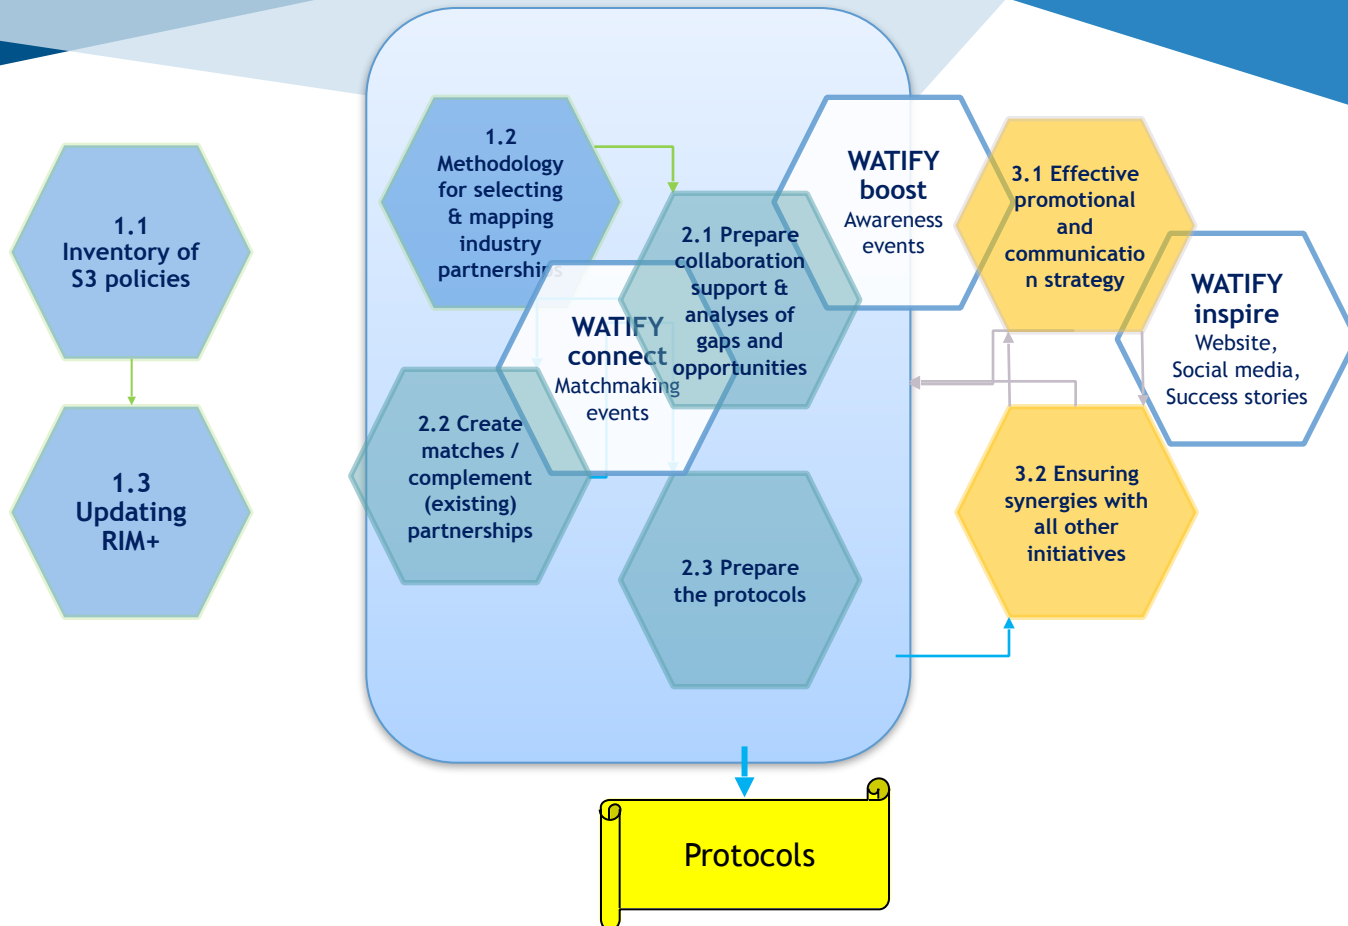 1.1
Inventory of
S3 policies
1.3
Updating
RIM+
1.2
Methodology
for selecting
& mapping
industry
partnerships
2.1 Prepare
collaboration
support &
analyses of
gaps and
opportunities
WATIFY
connect
Matchmaking
events
2.2 Create
matches /
complement
(existing)
partnerships
2.3 Prepare
the protocols
WATIFY
boost
Awareness
events
3.1 Effective
promotional
and
communicatio
n strategy
WATIFY
inspire
Website,
Social media,
Success stories
3.2 Ensuring
synergies with
all other
initiatives
Protocols